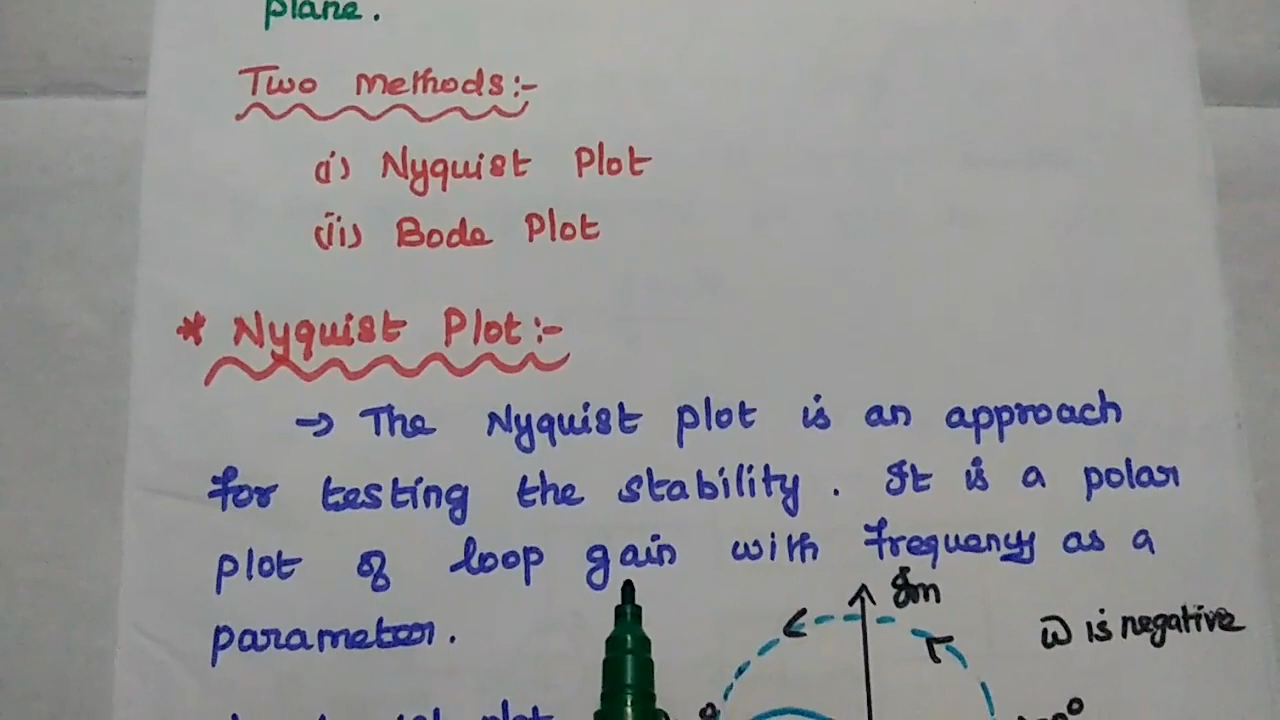 plane.
Two Methods:-
(i) Nyquist Plot
(ii) Bode Plot
* Nyquist Plot:-
→ The Nyquist plot is an approach
for testing the stability. It is a polar
plot of loop gain with frequency as a
parameter.
Im
ω is negative
plot